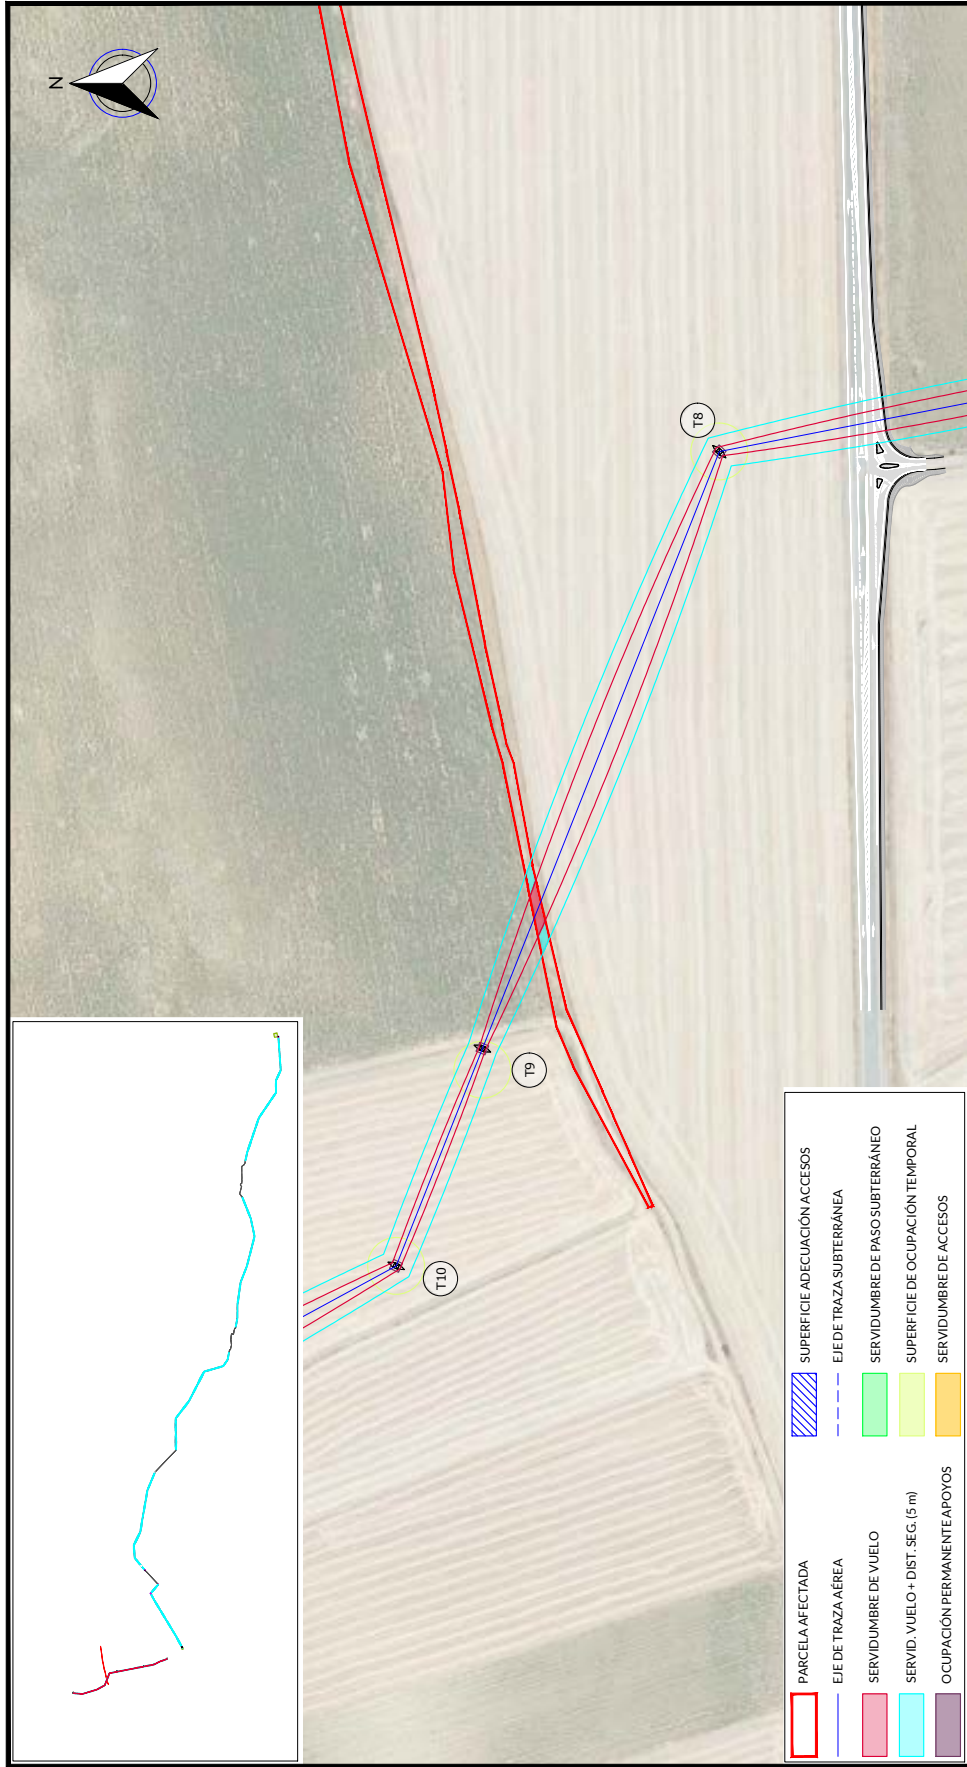 N
T8
T9
T10
PARCELA AFECTADA
EJE DE TRAZA AÉREA
SERVIDUMBRE DE VUELO
SERVID. VUELO + DIST. SEG. (5 m)
OCUPACIÓN PERMANENTE APOYOS
SUPERFICIE ADECUACIÓN ACCESOS
EJE DE TRAZA SUBTERRÁNEA
SERVIDUMBRE DE PASO SUBTERRÁNEO
SUPERFICIE DE OCUPACIÓN TEMPORAL
SERVIDUMBRE DE ACCESOS